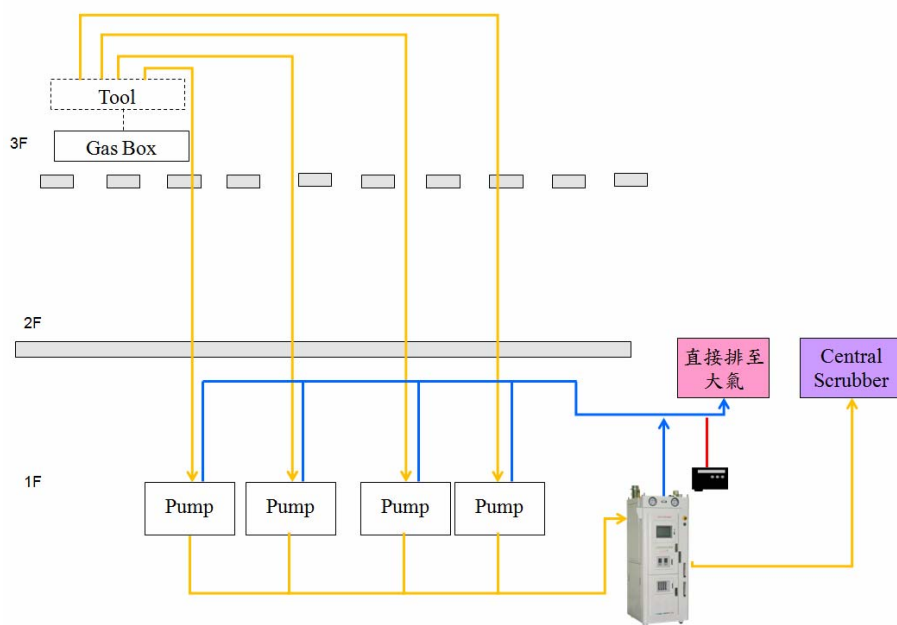 Tool
3F
Gas Box
2F
直接排至
大氣
Central
Scrubber
1F
Pump
Pump
Pump
Pump